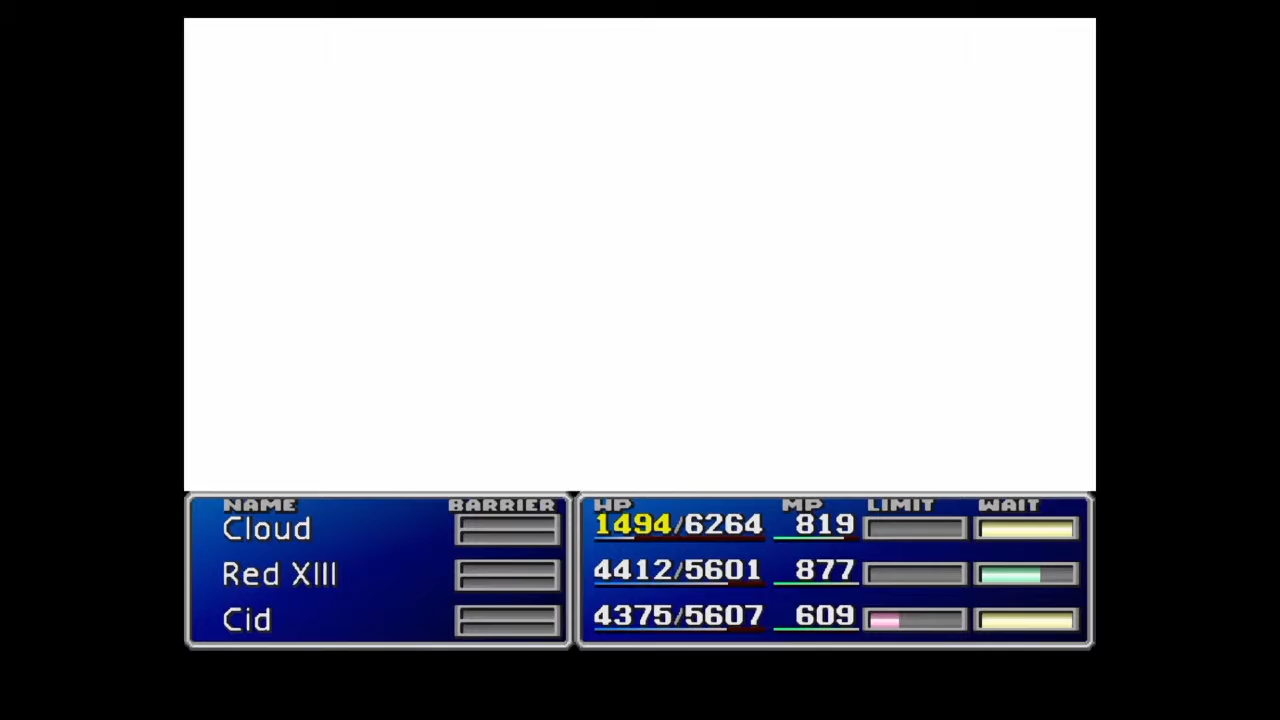 NAME BARRIER HP MP LIMIT WAIT
Cloud 1494/6264 819
Red XIII 4412/5601 877
Cid 4375/5607 609